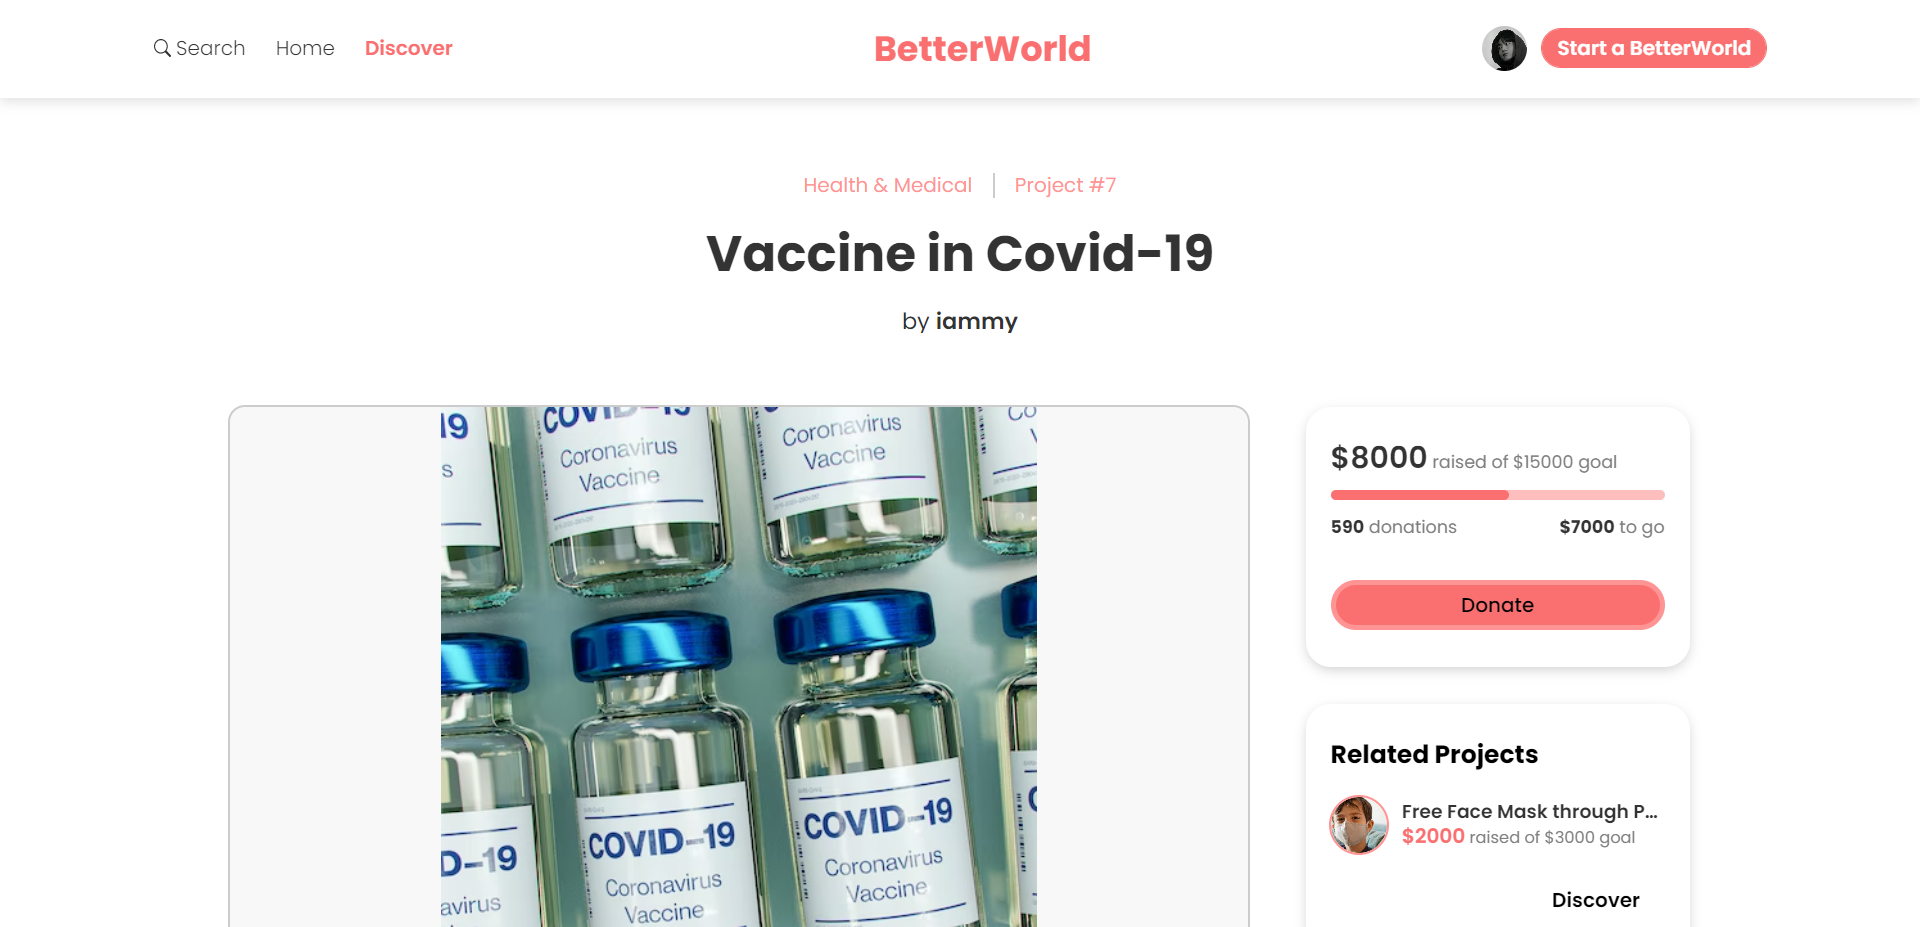 Search Home Discover
BetterWorld
Start a BetterWorld
Health & Medical | Project #7
Vaccine in Covid-19
by iammy
19
COVID-19
Coronavirus
Vaccine
Coronavirus
Vaccine
$8000 raised of $15000 goal
590 donations
$7000 to go
Donate
D-19
avirus
COVID-19
Coronavirus
Vaccine
COVID-19
Coronavirus
Vaccine
Related Projects
Free Face Mask through P...
$2000 raised of $3000 goal
Discover